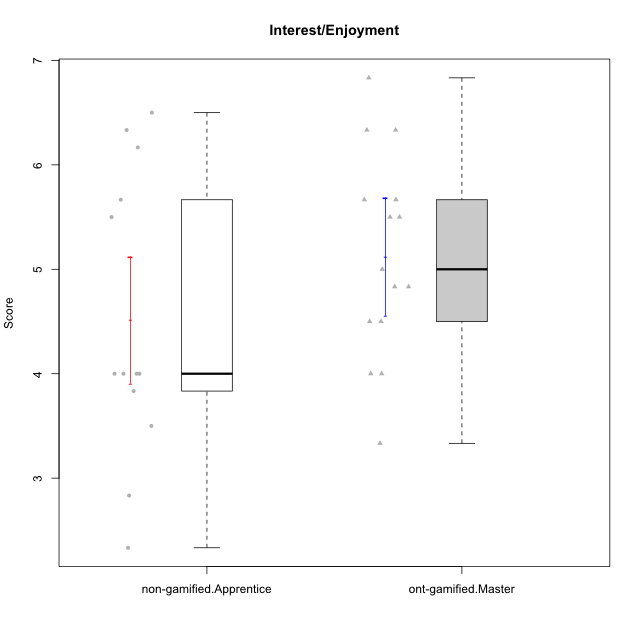 Interest/Enjoyment
7
6
5
4
3
Score
non-gamified.Apprentice
ont-gamified.Master